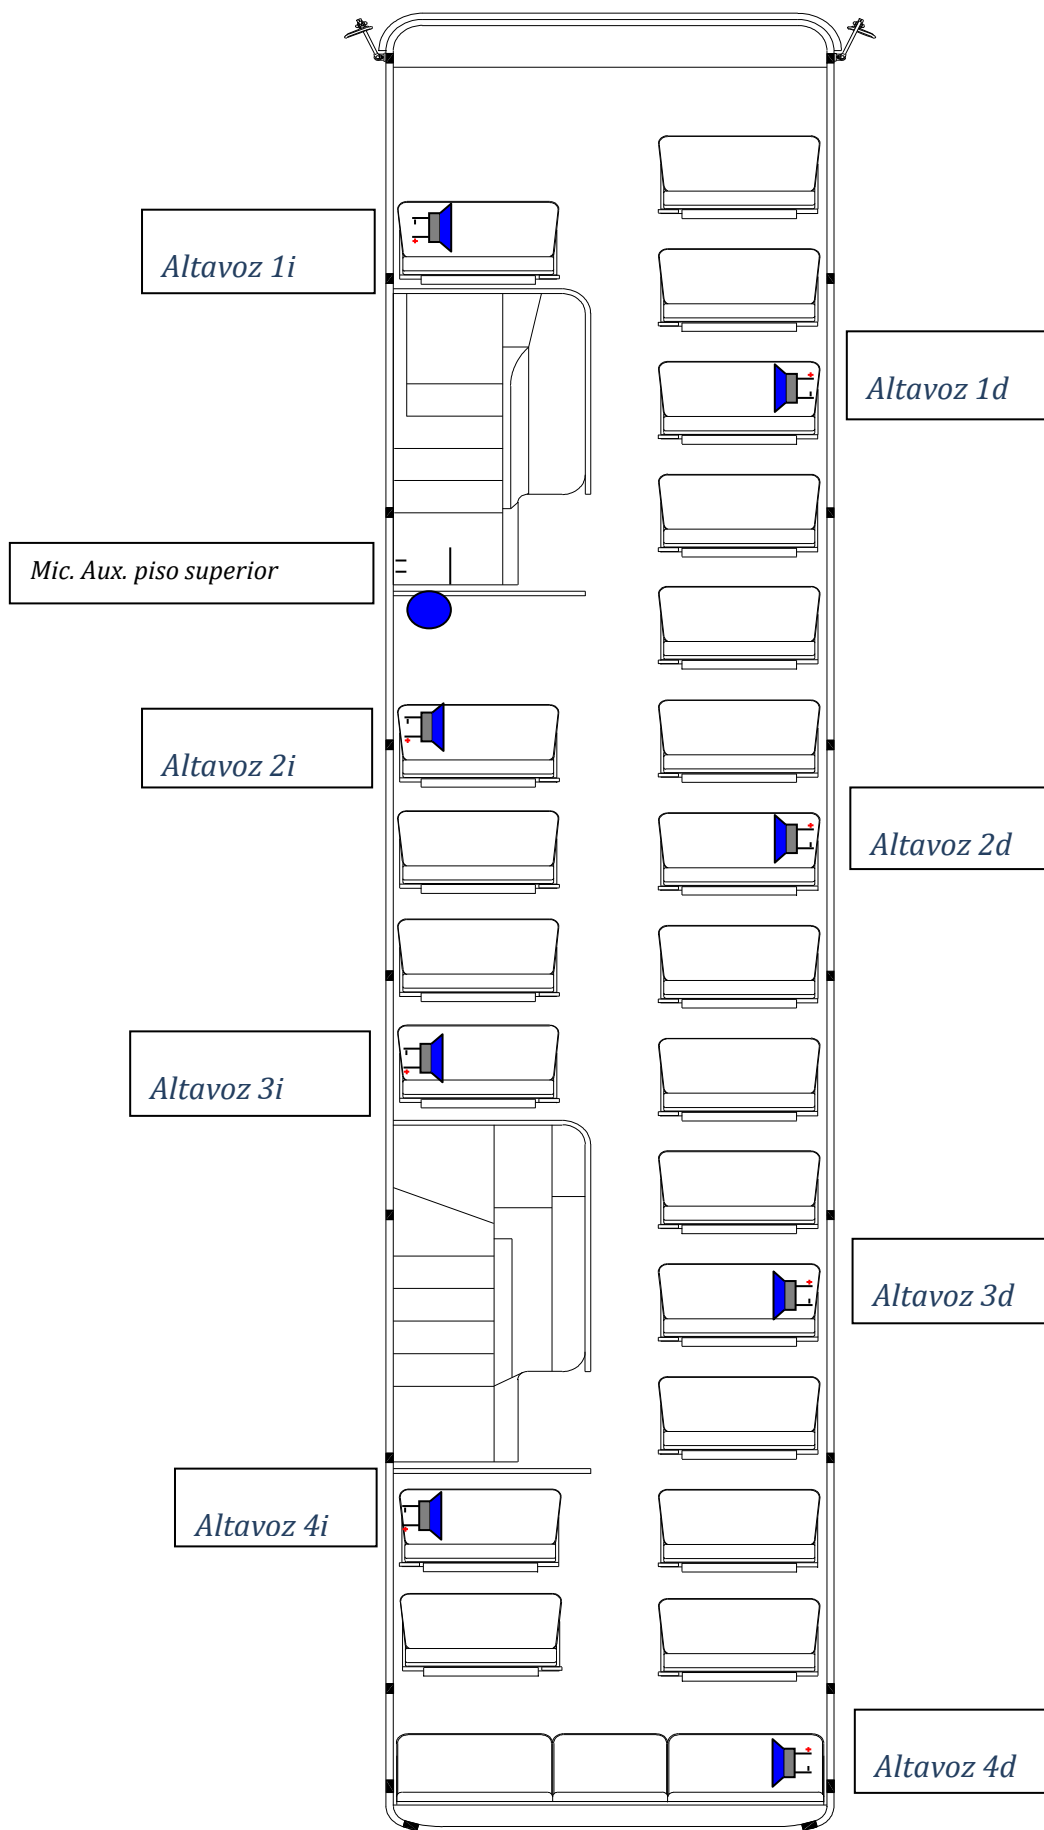 Altavoz 1i
Altavoz 1d
Mic. Aux. piso superior
Altavoz 2i
Altavoz 2d
Altavoz 3i
Altavoz 3d
Altavoz 4i
Altavoz 4d